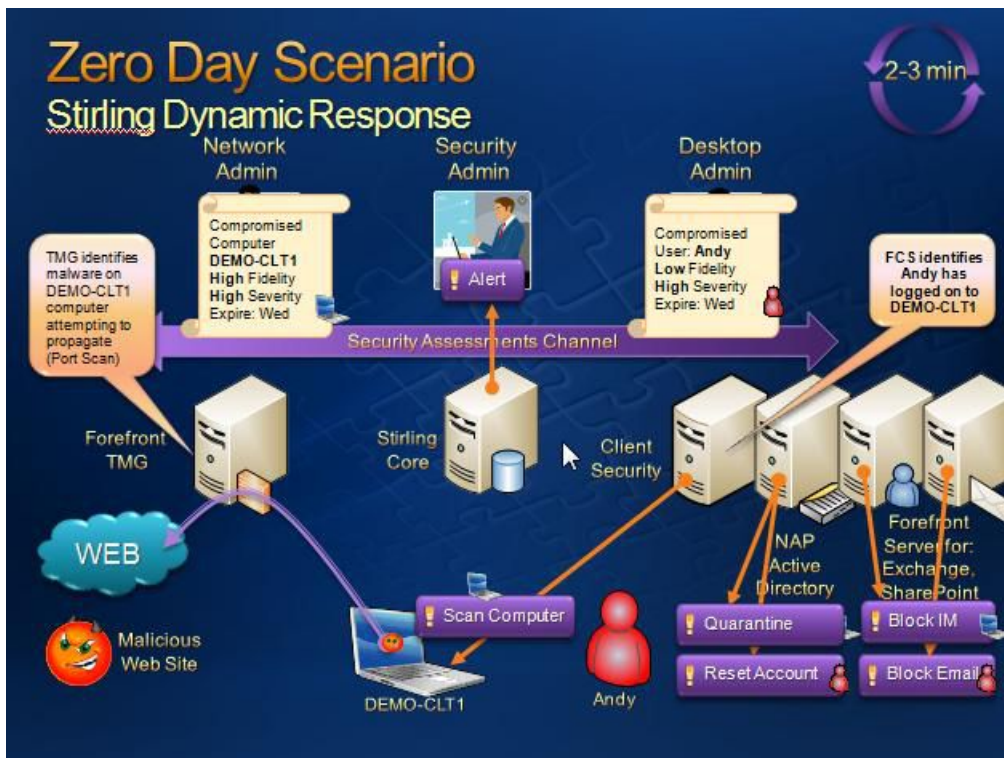 Zero Day Scenario
Stirling Dynamic Response
2-3 min
Network
Admin
Security
Admin
Desktop
Admin
TMG identifies
malware on
DEMO-CLT1
computer
attempting to
propagate
(Port Scan)
Compromised
Computer
DEMO-CLT1
High Fidelity
High Severity
Expire: Wed
Alert
Compromised
User: Andy
Low Fidelity
High Severity
Expire: Wed
FCS identifies
Andy has
logged on to
DEMO-CLT1
Security Assessments Channel
Forefront
TMG
Stirling
Core
Client
Security
NAP
Active
Directory
Forefront
Server for:
Exchange,
SharePoint
WEB
Malicious
Web Site
Scan Computer
DEMO-CLT1
Andy
Quarantine
Reset Account
Block IM
Block Email